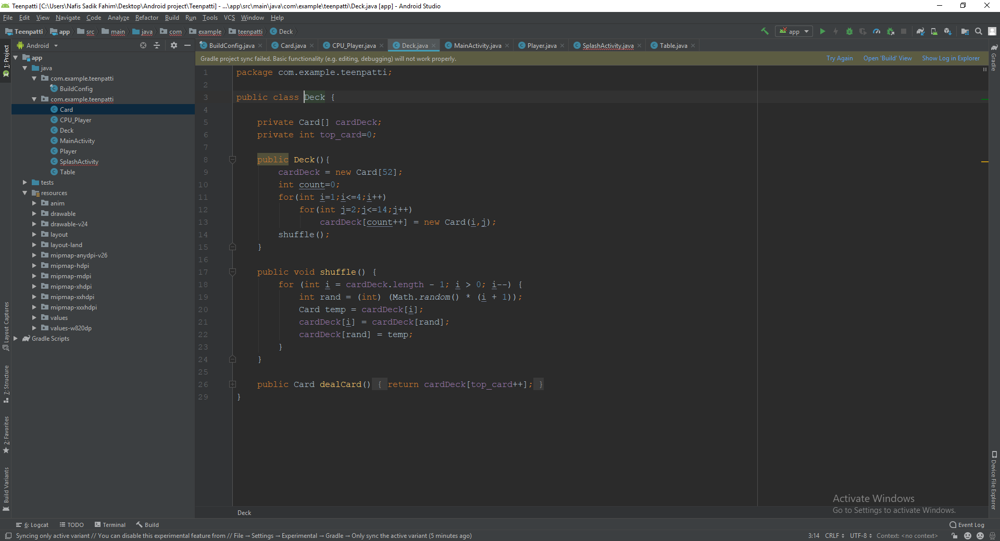 Teenpatti [C:\Users\Nafis Sadik Fahim\Desktop\Android project\Teenpatti] - ...\app\src\main\java\com\example\teenpatti\Deck.java [app] - Android Studio
File Edit View Navigate Code Analyze Refactor Build Run Tools VCS Window Help
Teenpatti app src main java com example teenpatti Deck
app
Android
BuildConfig.java Card.java CPU_Player.java Deck.java MainActivity.java Player.java SplashActivity.java Table.java
Gradle project sync failed. Basic functionality (e.g. editing, debugging) will not work properly.
Try Again Open 'Build' View Show Log in Explorer
1: Project
Layout Captures
7: Structure
2: Favorites
Build Variants
app
java
com.example.teenpatti
BuildConfig
com.example.teenpatti
Card
CPU_Player
Deck
MainActivity
Player
SplashActivity
Table
tests
resources
anim
drawable
drawable-v24
layout
layout-land
mipmap-anydpi-v26
mipmap-hdpi
mipmap-mdpi
mipmap-xhdpi
mipmap-xxhdpi
mipmap-xxxhdpi
values
values-w820dp
Gradle Scripts
1 package com.example.teenpatti;
2
3 public class Deck {
4
5 private Card[] cardDeck;
6 private int top_card=0;
7
8 public Deck(){
9 cardDeck = new Card[52];
10 int count=0;
11 for(int i=1;i<=4;i++)
12 for(int j=2;j<=14;j++)
13 cardDeck[count++] = new Card(i,j);
14 shuffle();
15 }
16
17 public void shuffle() {
18 for (int i = cardDeck.length - 1; i > 0; i--) {
19 int rand = (int) (Math.random() * (i + 1));
20 Card temp = cardDeck[i];
21 cardDeck[i] = cardDeck[rand];
22 cardDeck[rand] = temp;
23 }
24 }
25
26 public Card dealCard() { return cardDeck[top_card++]; }
29 }
Gradle
Device File Explorer
Activate Windows
Go to Settings to activate Windows.
Deck
6: Logcat TODO Terminal Build Event Log
Syncing only active variant // You can disable this experimental feature from // File → Settings → Experimental → Gradle → Only sync the active variant (5 minutes ago)
3:14 CRLF UTF-8 Context: <no context>